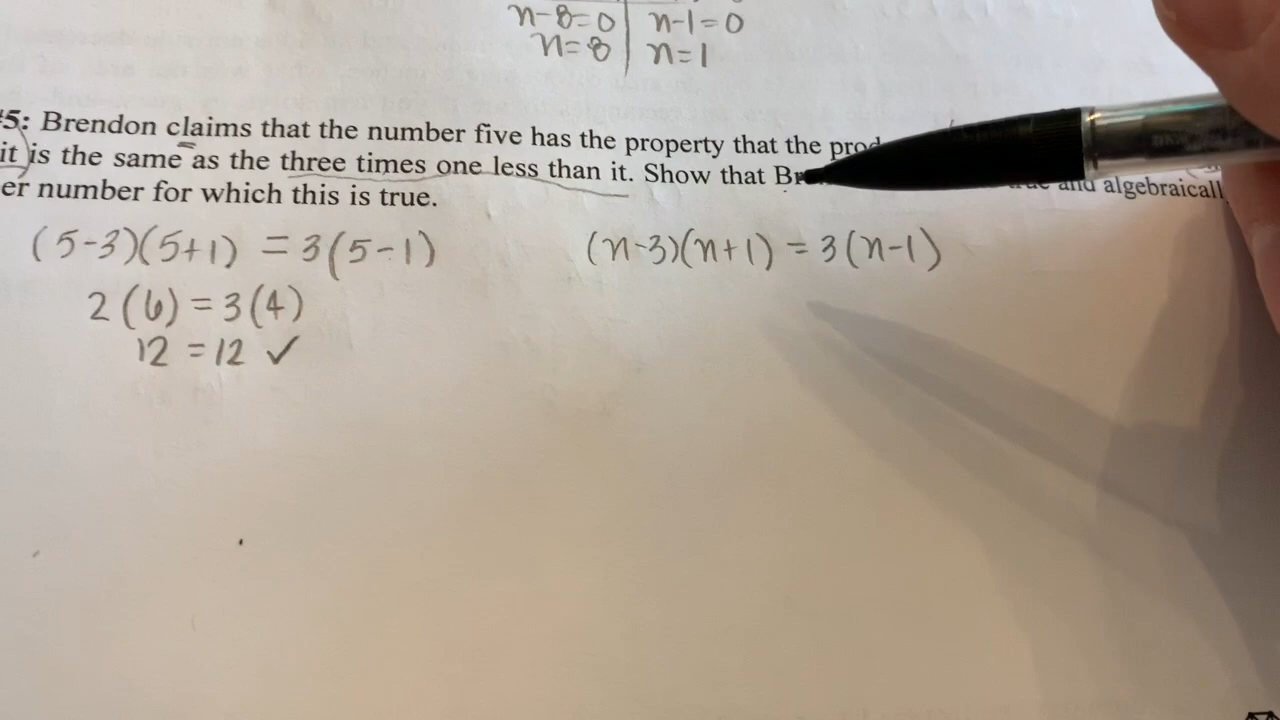 n-8=0 | n-1=0
n=8 | n=1
5: Brendon claims that the number five has the property that the prod
it is the same as the three times one less than it. Show that Br true and algebraicall
er number for which this is true.
(5-3)(5+1) = 3(5-1) (n-3)(n+1) = 3(n-1)
2(6) = 3(4)
12 = 12 ✓